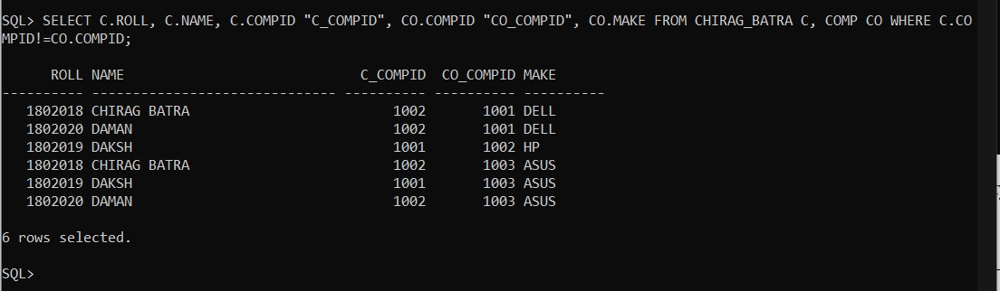 SQL> SELECT C.ROLL, C.NAME, C.COMPID "C_COMPID", CO.COMPID "CO_COMPID", CO.MAKE FROM CHIRAG_BATRA C, COMP CO WHERE C.CO
MPID!=CO.COMPID;
ROLL NAME C_COMPID CO_COMPID MAKE
---------- ------------------------------ ---------- ---------- ----------
1802018 CHIRAG BATRA 1002 1001 DELL
1802020 DAMAN 1002 1001 DELL
1802019 DAKSH 1001 1002 HP
1802018 CHIRAG BATRA 1002 1003 ASUS
1802019 DAKSH 1001 1003 ASUS
1802020 DAMAN 1002 1003 ASUS
6 rows selected.
SQL>